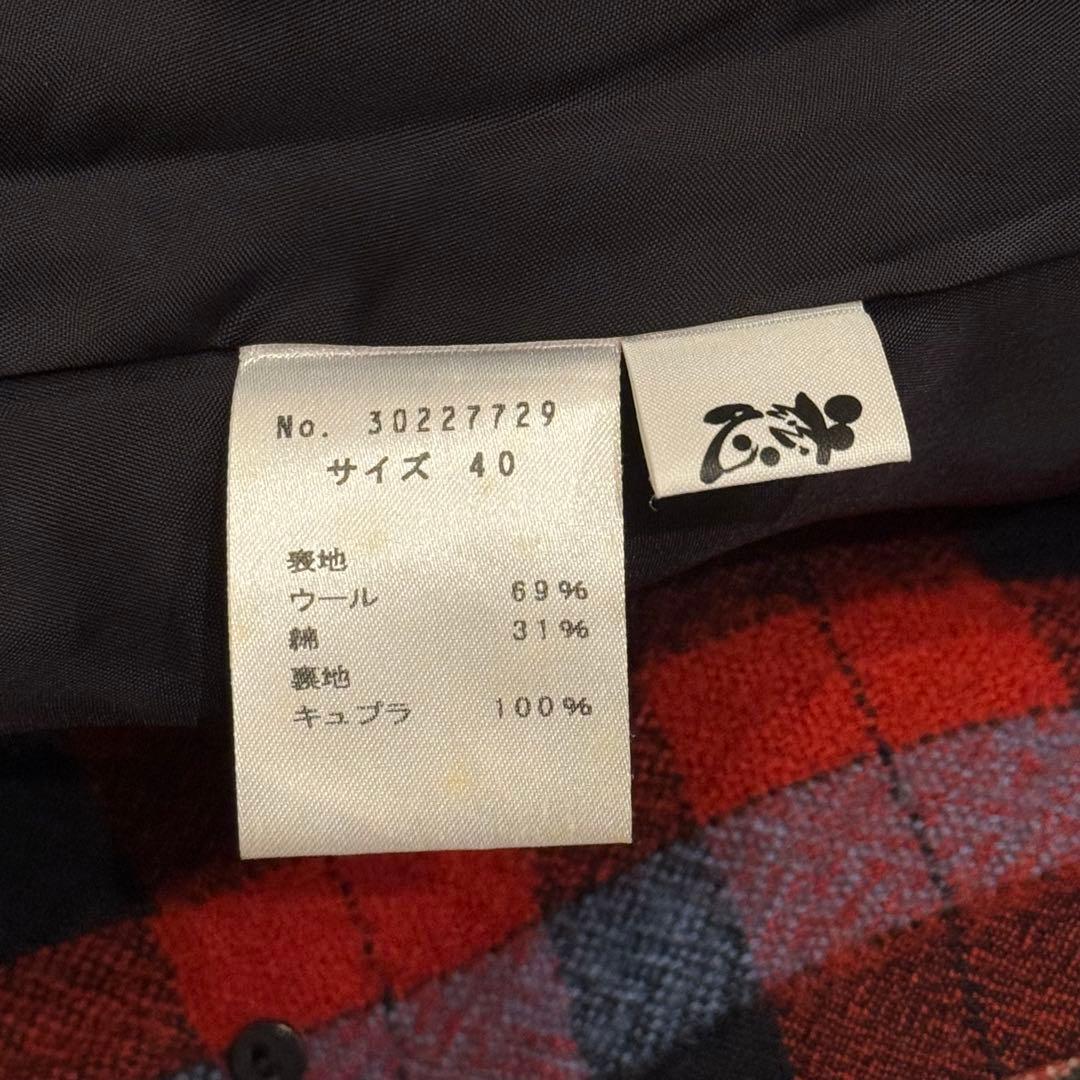 No. 30227729
サイズ 40
表地
ウール 69%
綿 31%
裏地
キュプラ 100%